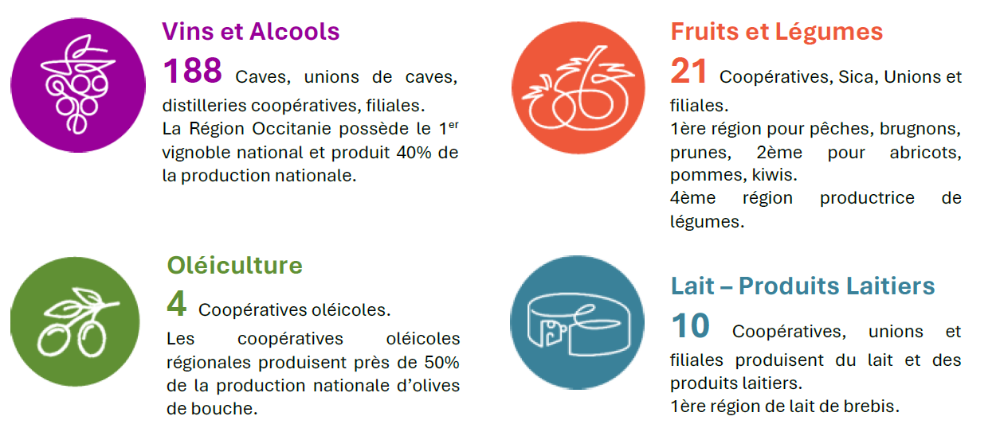 Vins et Alcools
188 Caves, unions de caves,
distilleries coopératives, filiales.
La Région Occitanie possède le 1er
vignoble national et produit 40% de
la production nationale.
Fruits et Légumes
21 Coopératives, Sica, Unions et
filiales.
1ère région pour pêches, brugnons,
prunes, 2ème pour abricots,
pommes, kiwis.
4ème région productrice de
légumes.
Oléiculture
4 Coopératives oléicoles.
Les coopératives oléicoles
régionales produisent près de 50%
de la production nationale d’olives
de bouche.
Lait – Produits Laitiers
10 Coopératives, unions et
filiales produisent du lait et des
produits laitiers.
1ère région de lait de brebis.